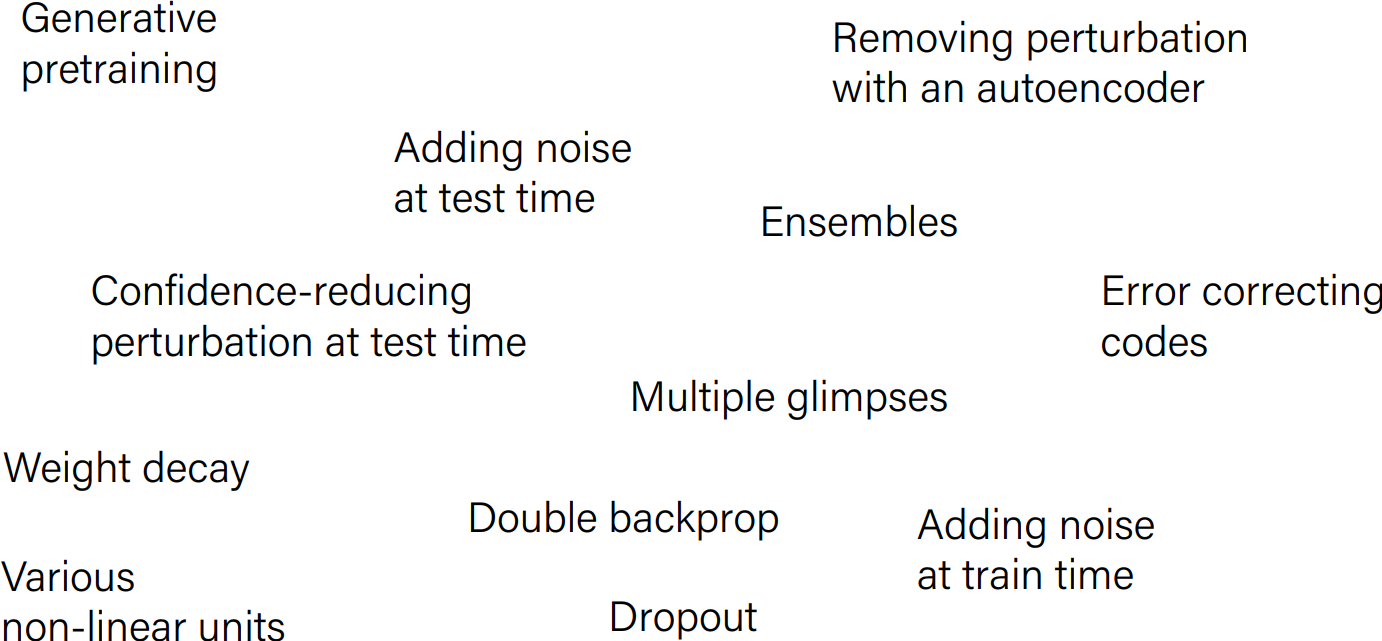 Generative
pretraining
Removing perturbation
with an autoencoder
Adding noise
at test time
Ensembles
Confidence-reducing
perturbation at test time
Error correcting
codes
Multiple glimpses
Weight decay
Double backprop
Adding noise
at train time
Various
non-linear units
Dropout